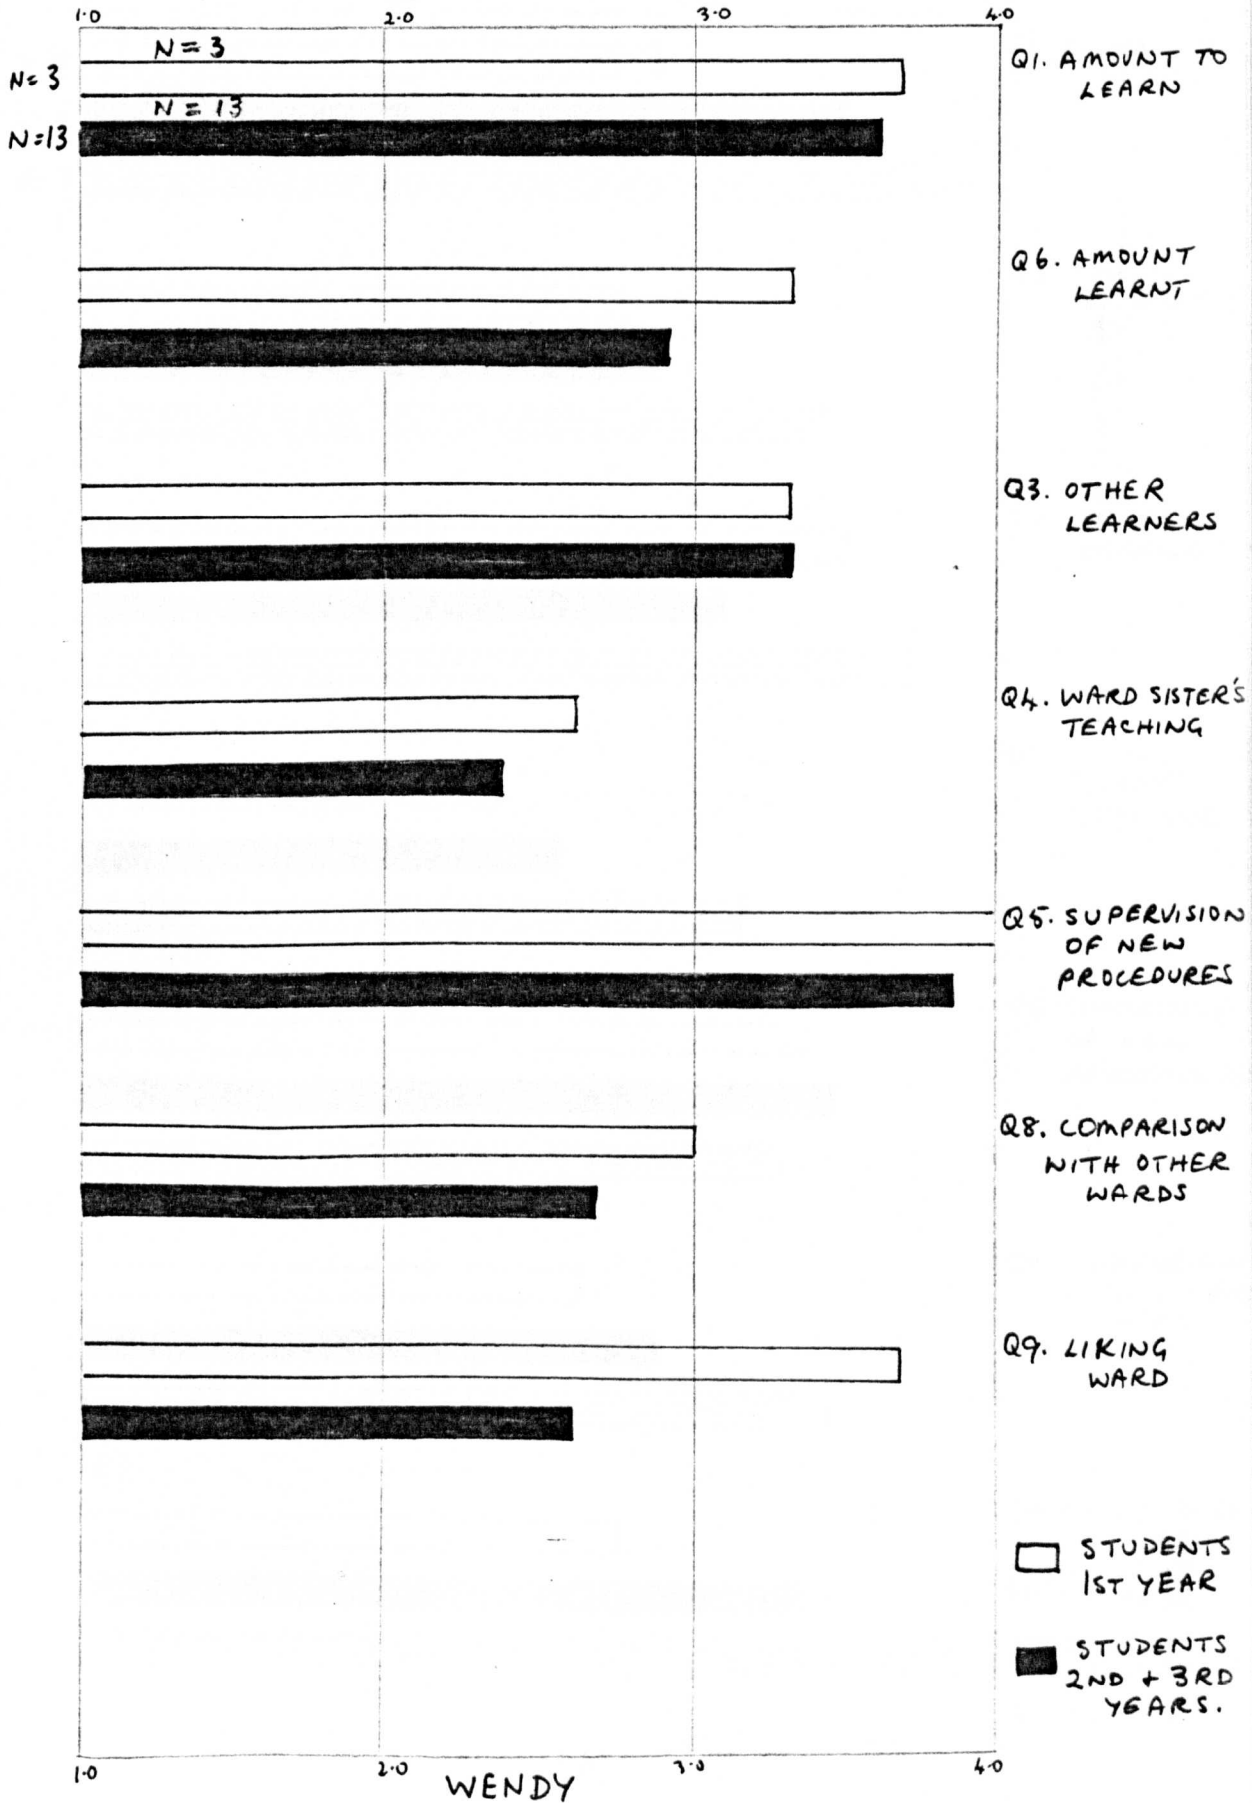 1.0 2.0 3.0 4.0
N = 3
N = 3
N = 13
N = 13
Q1. AMOUNT TO
LEARN
Q6. AMOUNT
LEARNT
Q3. OTHER
LEARNERS
Q4. WARD SISTER'S
TEACHING
Q5. SUPERVISION
OF NEW
PROCEDURES
Q8. COMPARISON
WITH OTHER
WARDS
Q9. LIKING
WARD
STUDENTS
1ST YEAR
STUDENTS
2ND + 3RD
YEARS.
1.0 2.0 3.0 4.0
WENDY